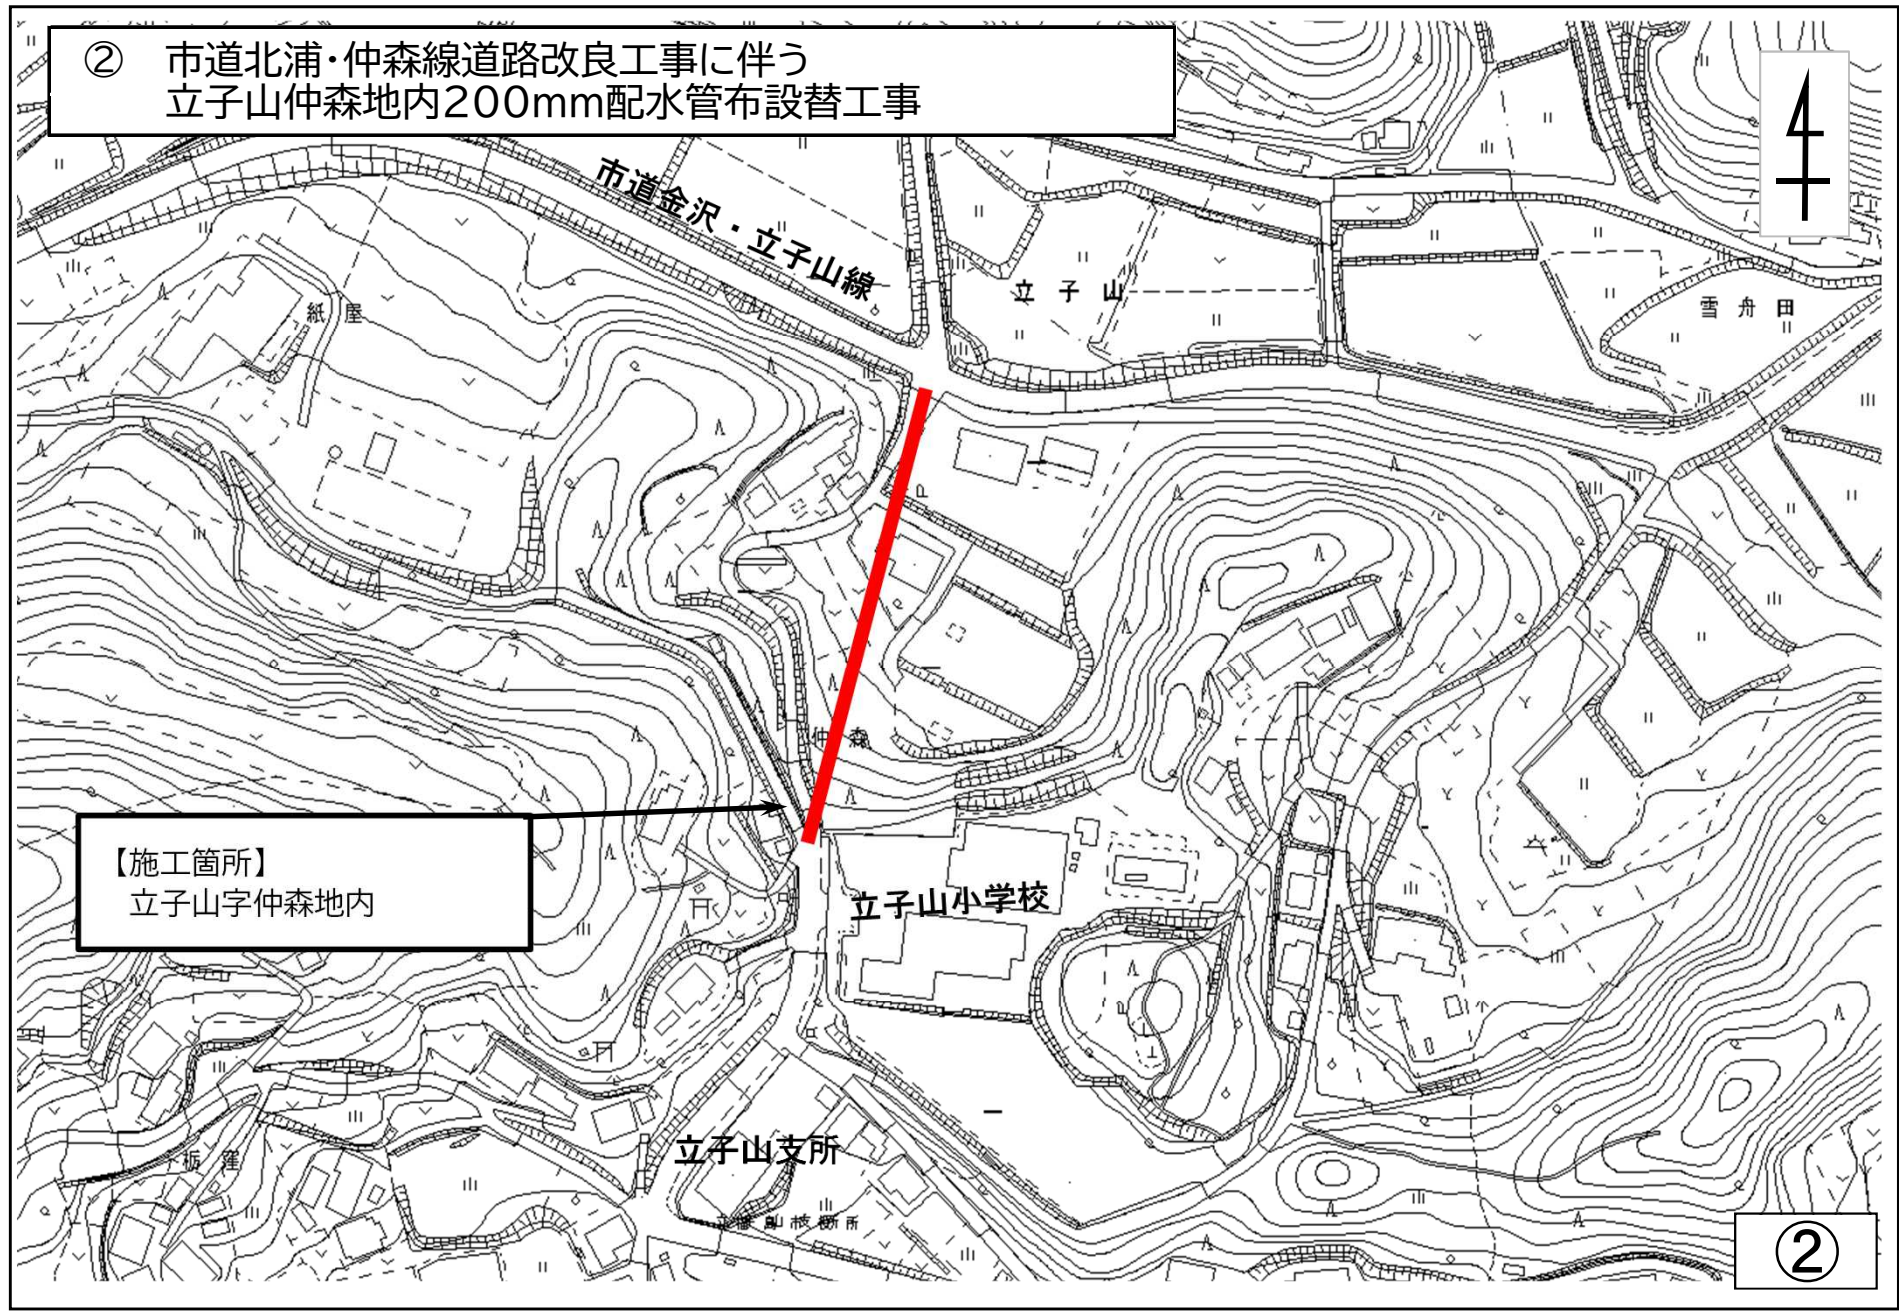 ② 市道北浦・仲森線道路改良工事に伴う
立子山仲森地内200mm配水管布設替工事
市道金沢・立子山線
立子山
雪舟田
紙屋
仲森
【施工箇所】
立子山字仲森地内
立子山小学校
立子山支所
栃窪
②